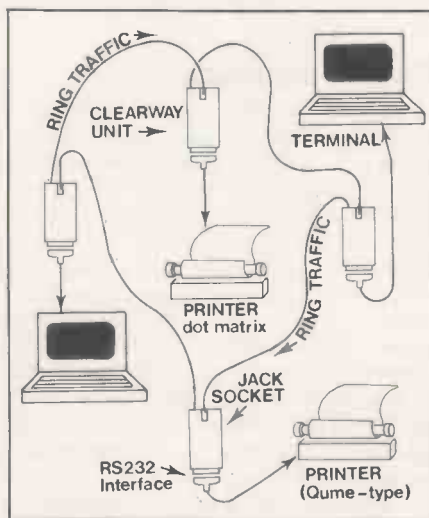 RING TRAFFIC
CLEARWAY
UNIT
TERMINAL
PRINTER
dot matrix
RING TRAFFIC
JACK
SOCKET
RS232
Interface
PRINTER
(Qume-type)